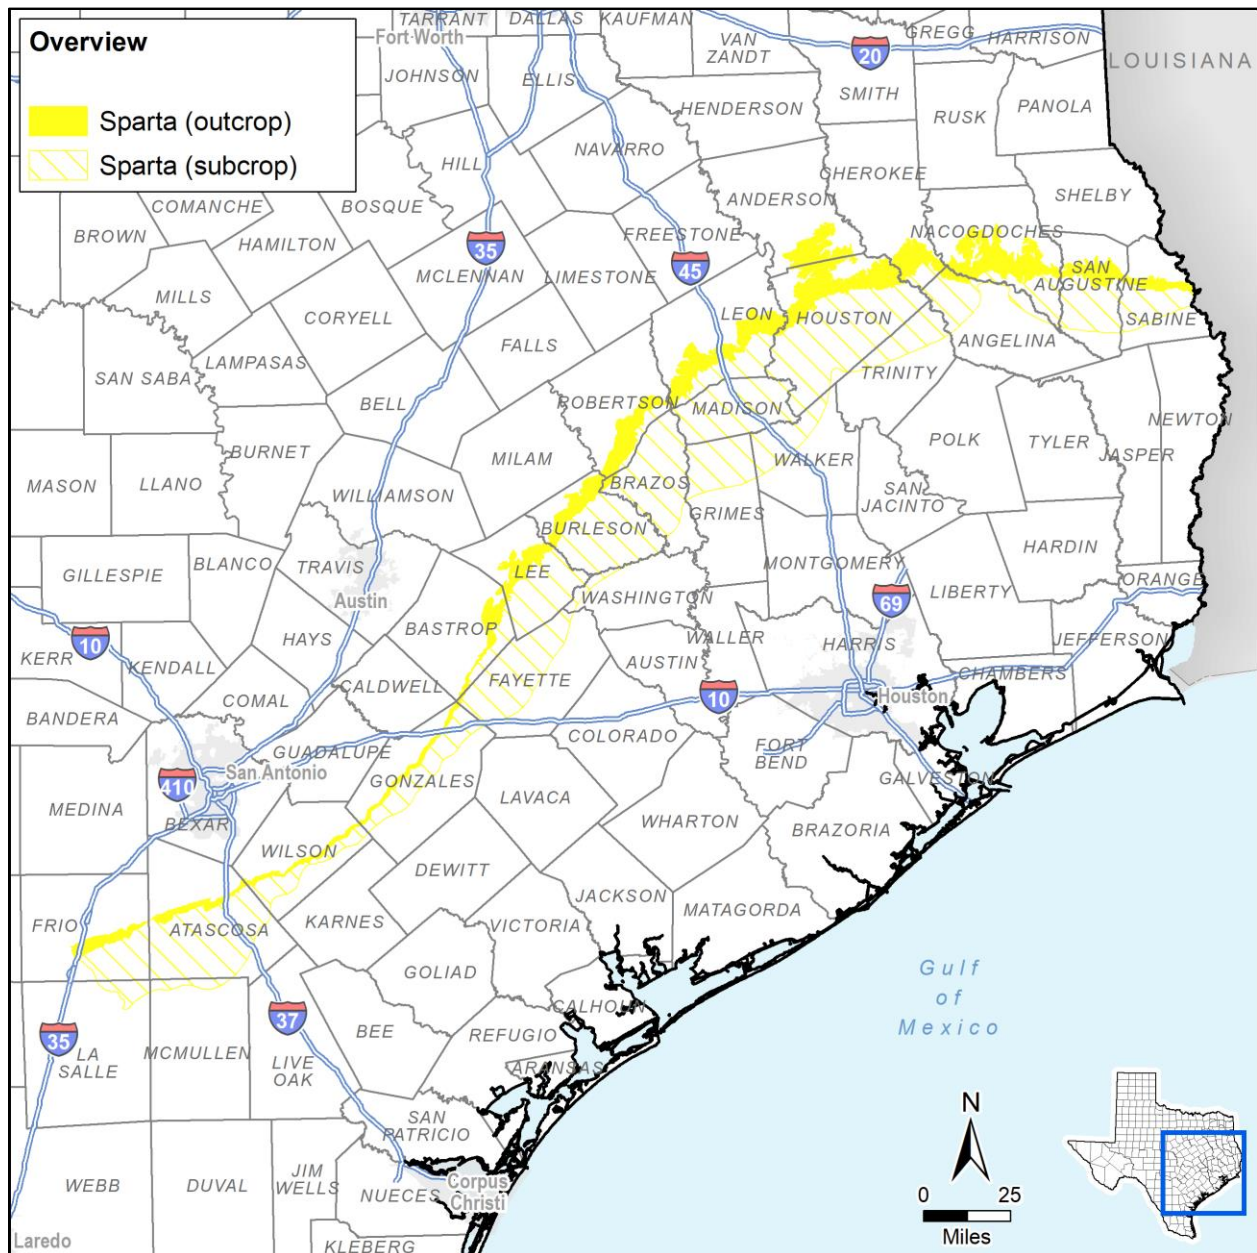 Overview
Sparta (outcrop)
Sparta (subcrop)
TARRANT
DALLAS
KAUFMAN
VAN
ZANDT
GREGG
HARRISON
LOUISIANA
Fort Worth
20
JOHNSON
ELLIS
HENDERSON
SMITH
RUSK
PANOLA
HILL
NAVARRO
CHEROKEE
ANDERSON
SHELBY
COMANCHE
BOSQUE
BROWN
HAMILTON
35
FREESTONE
45
NACOGDOCHES
MCLENNAN
LIMESTONE
SAN
AUGUSTINE
MILLS
CORYELL
LEON
HOUSTON
SABINE
FALLS
ANGELINA
LAMPASAS
SAN SABA
BELL
ROBERTSON
MADISON
TRINITY
NEWTON
BURNET
MILAM
POLK
TYLER
JASPER
MASON
LLANO
WILLIAMSON
BRAZOS
WALKER
SAN
JACINTO
GRIMES
BURLESON
BLANCO
TRAVIS
GILLESPIE
LEE
MONTGOMERY
HARDIN
ORANGE
Austin
WASHINGTON
69
LIBERTY
BASTROP
HAYS
10
KERR
KENDALL
WALLER
HARRIS
JEFFERSON
AUSTIN
FAYETTE
CHAMBERS
CALDWELL
COMAL
10
Houston
BANDERA
COLORADO
FORT
BEND
GUADALUPE
San Antonio
GONZALES
GALVESTON
410
LAVACA
MEDINA
BEXAR
WHARTON
BRAZORIA
WILSON
DEWITT
JACKSON
MATAGORDA
FRIO
ATASCOSA
KARNES
VICTORIA
GOLIAD
Gulf
of
Mexico
CALHOUN
37
BEE
REFUGIO
35
LA
SALLE
MCMULLEN
LIVE
OAK
ARANSAS
SAN
PATRICIO
N
0 25
Miles
WEBB
DUVAL
JIM
WELLS
NUECES
Corpus
Christi
Laredo
KLEBERG